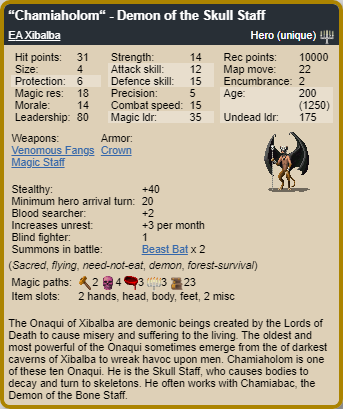 “Chamiaholom“ - Demon of the Skull Staff
EA Xibalba Hero (unique)
Hit points: 31 Strength: 14 Rec points: 10000
Size: 4 Attack skill: 12 Map move: 22
Protection: 6 Defence skill: 15 Encumbrance: 2
Magic res: 18 Precision: 5 Age: 200
Morale: 14 Combat speed: 15 (1250)
Leadership: 80 Magic ldr: 35 Undead ldr: 175
Weapons: Armor:
Venomous Fangs Crown
Magic Staff
Stealthy: +40
Minimum hero arrival turn: 20
Blood searcher: +2
Increases unrest: +3 per month
Blind fighter: 1
Summons in battle: Beast Bat x 2
(Sacred, flying, need-not-eat, demon, forest-survival)
Magic paths: 2 4 3 3 23
Item slots: 2 hands, head, body, feet, 2 misc
The Onaqui of Xibalba are demonic beings created by the Lords of
Death to cause misery and suffering to the living. The oldest and
most powerful of the Onaqui sometimes emerge from the of darkest
caverns of Xibalba to wreak havoc upon men. Chamiaholom is one
of these ten Onaqui. He is the Skull Staff, who causes bodies to
decay and turn to skeletons. He often works with Chamiabac, the
Demon of the Bone Staff.